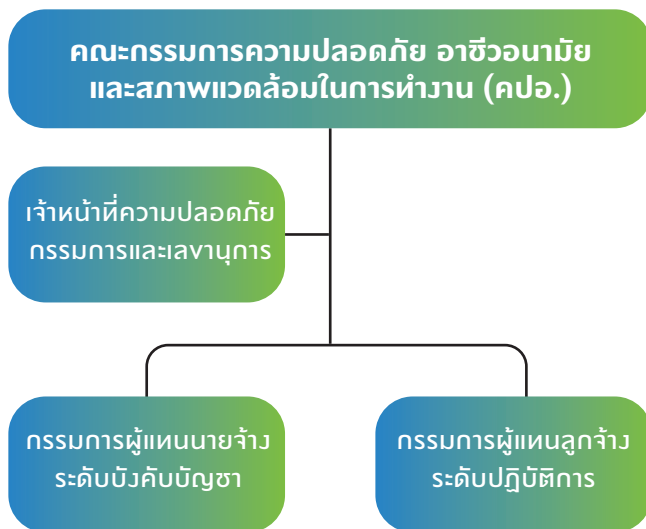 คณะกรรมการความปลอดภัย อาชีวอนามัย
และสภาพแวดล้อมในการทำงาน (คปอ.)
เจ้าหน้าที่ความปลอดภัย
กรรมการและเลขานุการ
กรรมการผู้แทนนายจ้าง
ระดับบังคับบัญชา
กรรมการผู้แทนลูกจ้าง
ระดับปฏิบัติการ